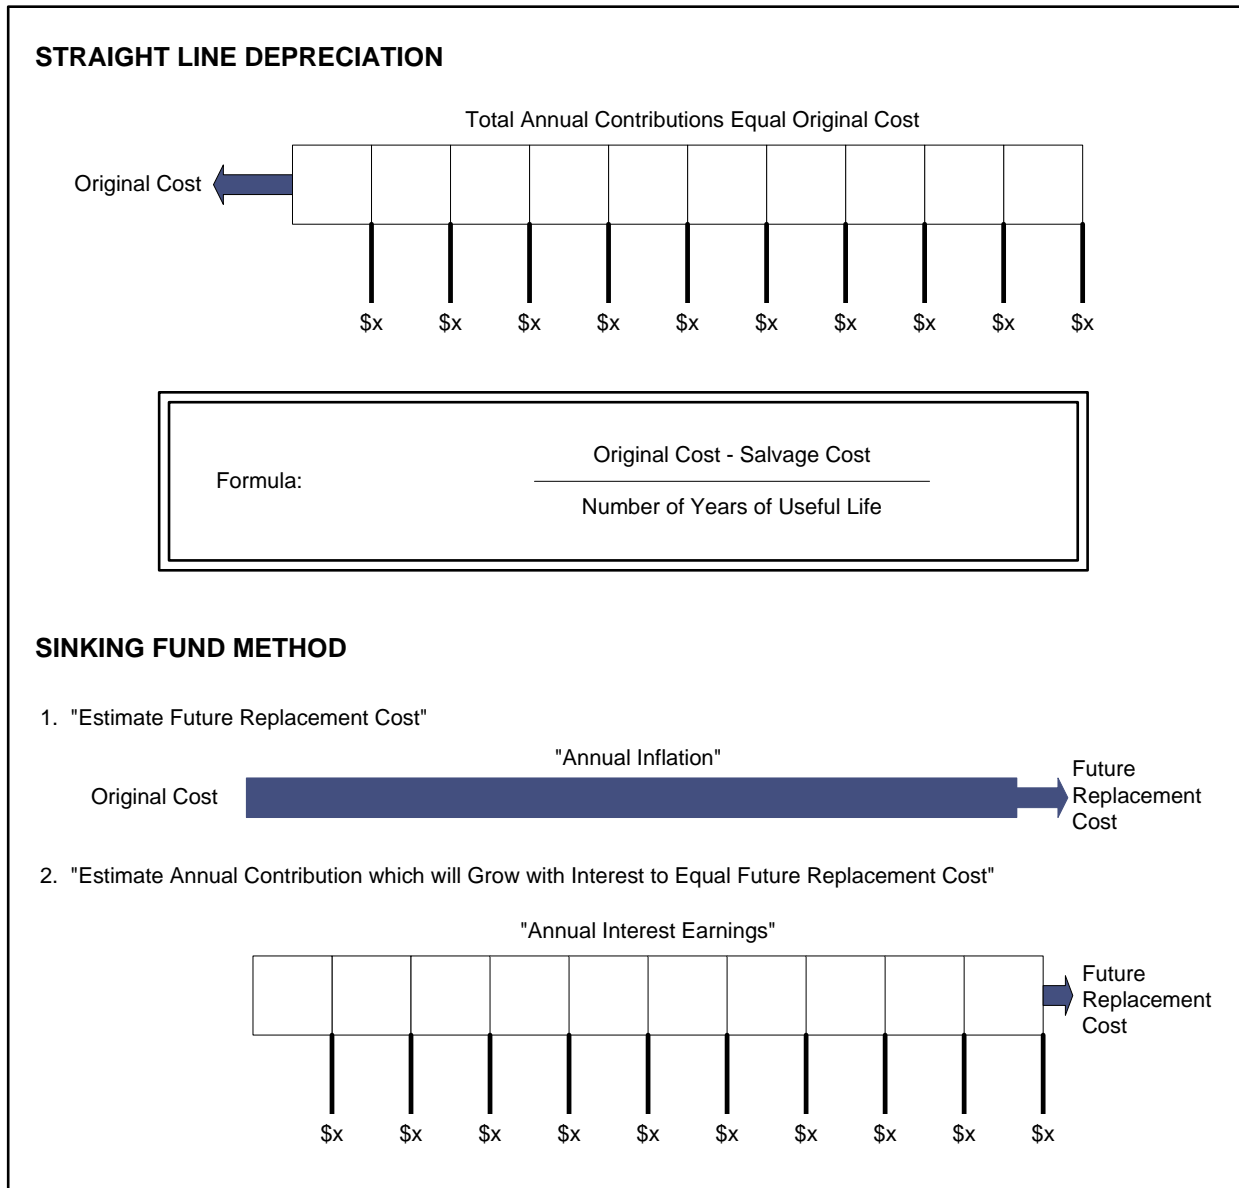 STRAIGHT LINE DEPRECIATION
Total Annual Contributions Equal Original Cost
Original Cost
$x $x $x $x $x $x $x $x $x $x
Formula:
Original Cost - Salvage Cost
Number of Years of Useful Life
SINKING FUND METHOD
1. "Estimate Future Replacement Cost"
"Annual Inflation"
Original Cost
Future
Replacement
Cost
2. "Estimate Annual Contribution which will Grow with Interest to Equal Future Replacement Cost"
"Annual Interest Earnings"
Future
Replacement
Cost
$x $x $x $x $x $x $x $x $x $x